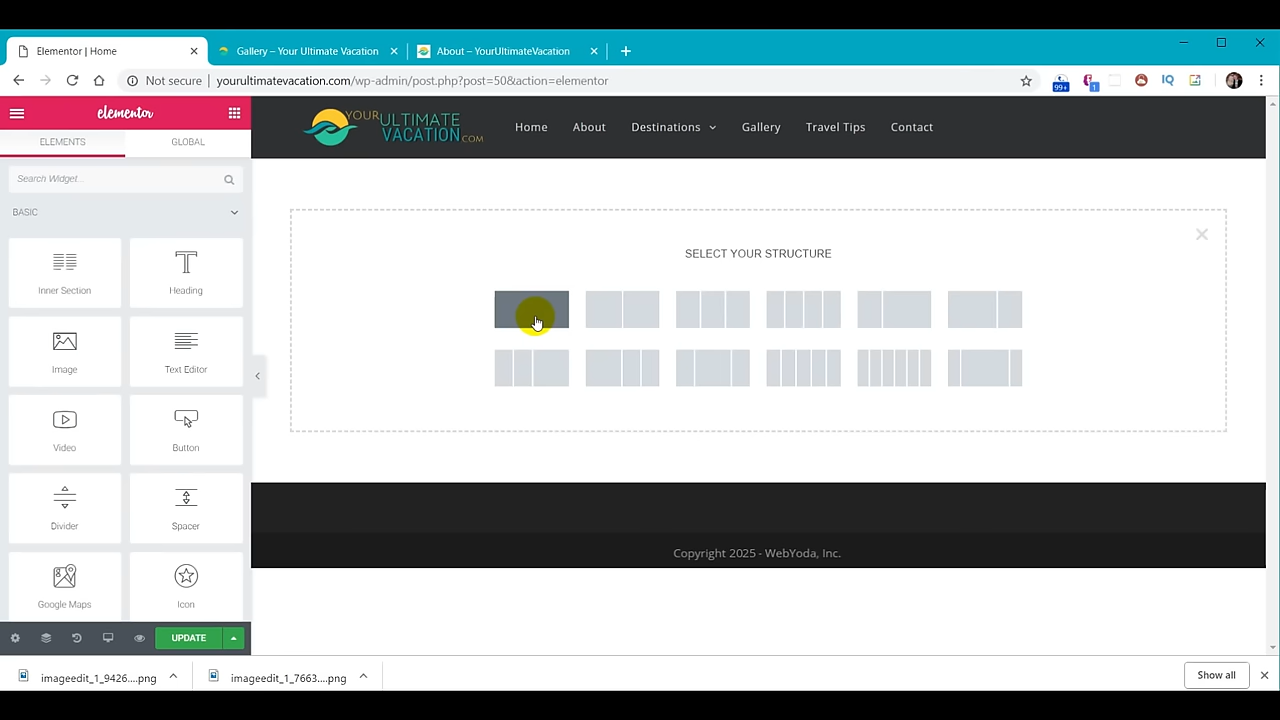 Elementor | Home
Gallery – Your Ultimate Vacation
About – YourUltimateVacation
Not secure
yourultimatevacation.com/wp-admin/post.php?post=50&action=elementor
99+
1
IQ
elementor
ELEMENTS
GLOBAL
Search Widget...
BASIC
Inner Section
Heading
Image
Text Editor
Video
Button
Divider
Spacer
Google Maps
Icon
UPDATE
YOUR ULTIMATE
VACATION.COM
Home
About
Destinations
Gallery
Travel Tips
Contact
SELECT YOUR STRUCTURE
Copyright 2025 - WebYoda, Inc.
imageedit_1_9426....png
imageedit_1_7663....png
Show all